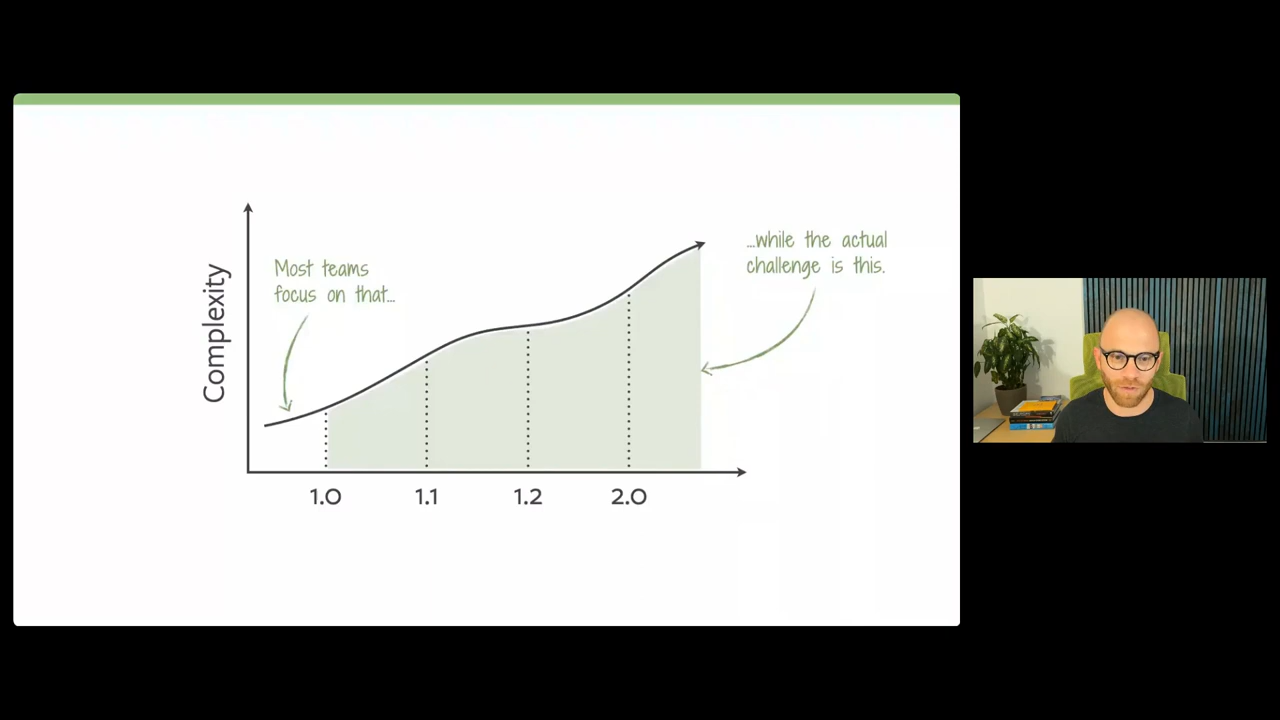 Most teams
focus on that...
...while the actual
challenge is this.
Complexity
1.0
1.1
1.2
2.0